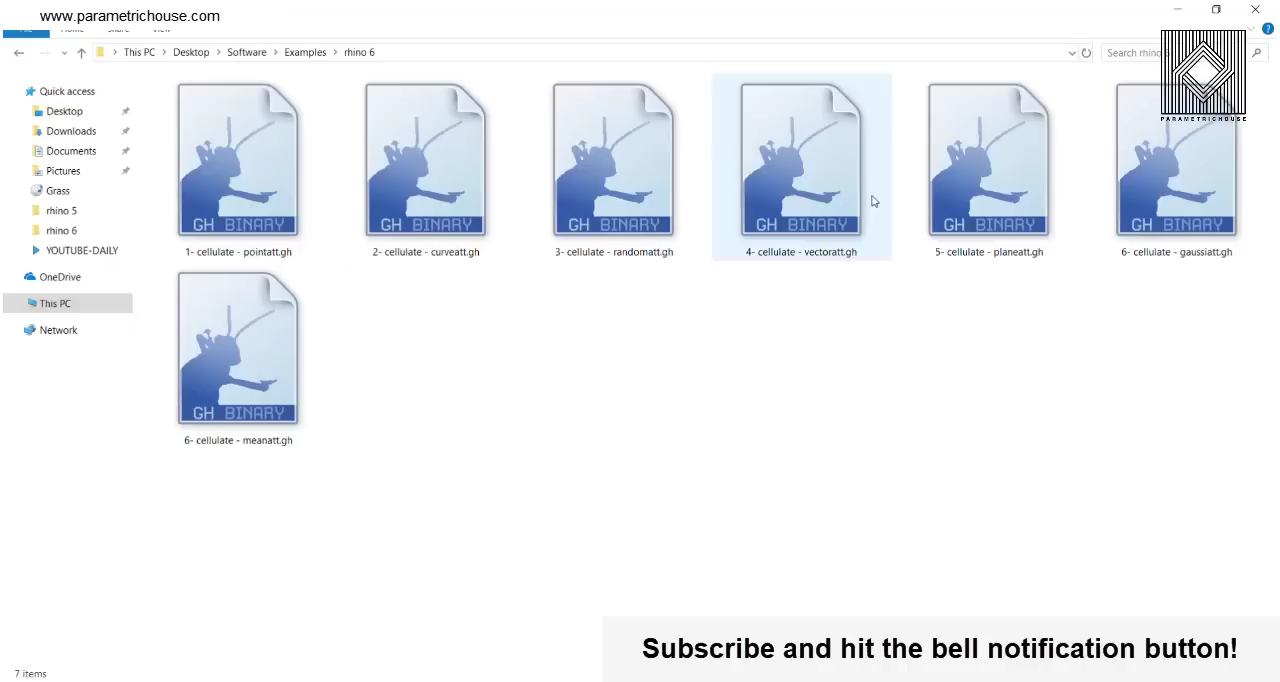 www.parametrichouse.com
This PC > Desktop > Software > Examples > rhino 6
Search rhino
PARAMETRICHOUSE
Quick access
Desktop
Downloads
Documents
Pictures
Grass
rhino 5
rhino 6
YOUTUBE-DAILY
OneDrive
This PC
Network
GH BINARY
GH BINARY
GH BINARY
GH BINARY
GH BINARY
GH BINARY
1- cellulate - pointatt.gh
2- cellulate - curveatt.gh
3- cellulate - randomatt.gh
4- cellulate - vectoratt.gh
5- cellulate - planeatt.gh
6- cellulate - gaussiatt.gh
GH BINARY
6- cellulate - meanatt.gh
Subscribe and hit the bell notification button!
7 items